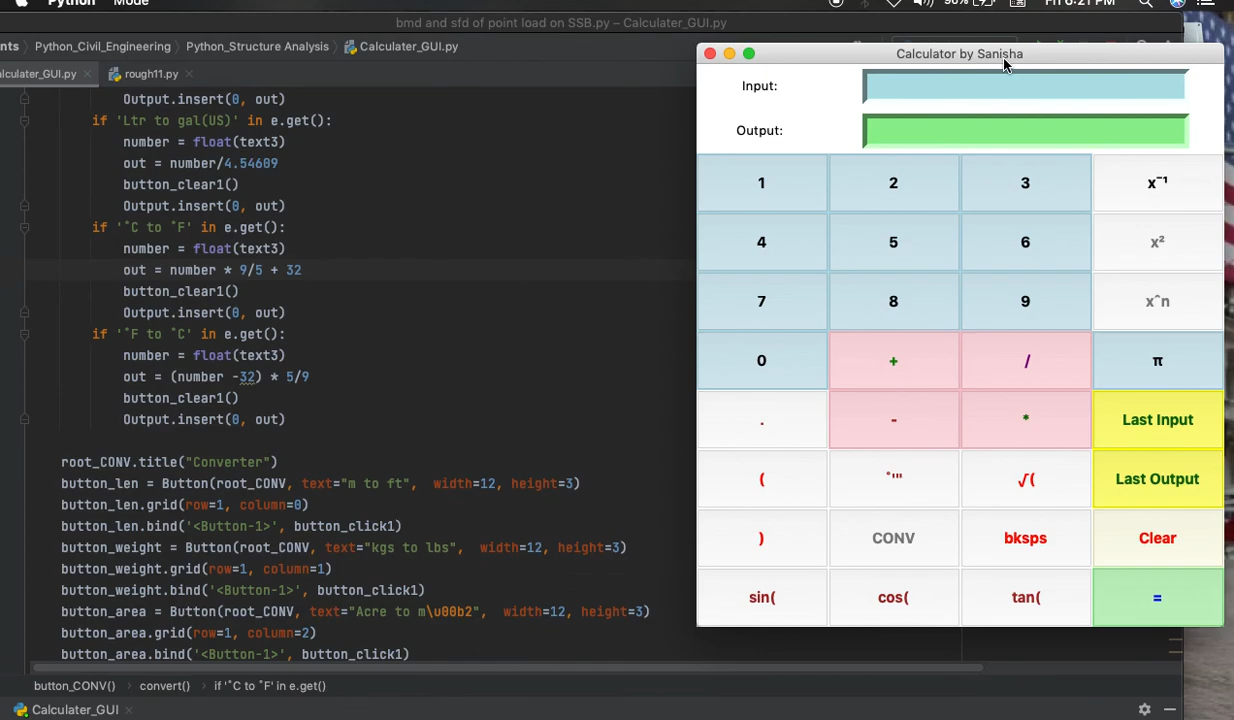 Python Mode
96% Fri 6:21 PM
bmd and sfd of point load on SSB.py – Calculater_GUI.py
nts Python_Civil_Engineering Python_Structure Analysis Calculater_GUI.py
alculater_GUI.py rough11.py
Output.insert(0, out)
if 'Ltr to gal(US)' in e.get():
number = float(text3)
out = number/4.54609
button_clear1()
Output.insert(0, out)
if '˚C to ˚F' in e.get():
number = float(text3)
out = number * 9/5 + 32
button_clear1()
Output.insert(0, out)
if '˚F to ˚C' in e.get():
number = float(text3)
out = (number -32) * 5/9
button_clear1()
Output.insert(0, out)
root_CONV.title("Converter")
button_len = Button(root_CONV, text="m to ft", width=12, height=3)
button_len.grid(row=1, column=0)
button_len.bind('<Button-1>', button_click1)
button_weight = Button(root_CONV, text="kgs to lbs", width=12, height=3)
button_weight.grid(row=1, column=1)
button_weight.bind('<Button-1>', button_click1)
button_area = Button(root_CONV, text="Acre to m\u00b2", width=12, height=3)
button_area.grid(row=1, column=2)
button_area.bind('<Button-1>', button_click1)
button_CONV() convert() if '˚C to ˚F' in e.get()
Calculater_GUI
Calculator by Sanisha
Input:
Output:
1 2 3 x⁻¹
4 5 6 x²
7 8 9 x^n
0 + / π
. - * Last Input
( ˚'" √( Last Output
) CONV bksps Clear
sin( cos( tan( =